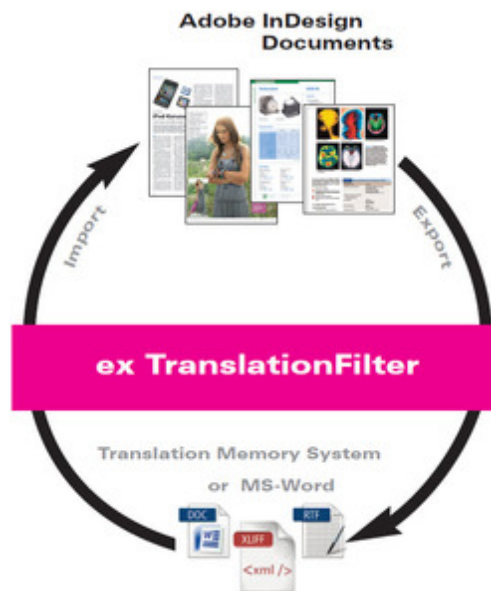 Adobe InDesign
Documents
Import
Export
ex TranslationFilter
Translation Memory System
or MS-Word
DOC
XLIFF
RTF
W
<xml />